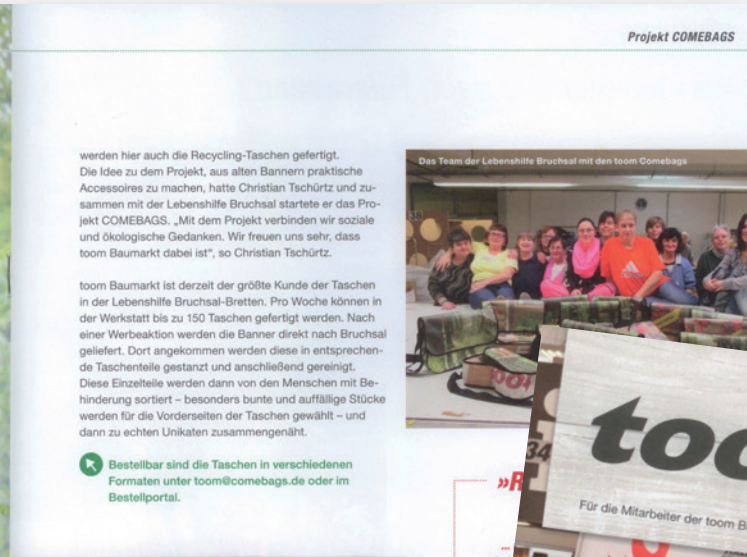 Projekt COMEBAGS
werden hier auch die Recycling-Taschen gefertigt.
Die Idee zu dem Projekt, aus alten Bannern praktische
Accessoires zu machen, hatte Christian Tschürtz und zu-
sammen mit der Lebenshilfe Bruchsal startete er das Pro-
jekt COMEBAGS. „Mit dem Projekt verbinden wir soziale
und ökologische Gedanken. Wir freuen uns sehr, dass
toom Baumarkt dabei ist“, so Christian Tschürtz.
toom Baumarkt ist derzeit der größte Kunde der Taschen
in der Lebenshilfe Bruchsal-Bretten. Pro Woche können in
der Werkstatt bis zu 150 Taschen gefertigt werden. Nach
einer Werbeaktion werden die Banner direkt nach Bruchsal
geliefert. Dort angekommen werden diese in entsprechen-
de Taschenteile gestanzt und anschließend gereinigt.
Diese Einzelteile werden dann von den Menschen mit Be-
hinderung sortiert – besonders bunte und auffällige Stücke
werden für die Vorderseiten der Taschen gewählt – und
dann zu echten Unikaten zusammengenäht.
Bestellbar sind die Taschen in verschiedenen
Formaten unter toom@comebags.de oder im
Bestellportal.
Das Team der Lebenshilfe Bruchsal mit den toom Comebags
»R
34
too
Für die Mitarbeiter der toom B